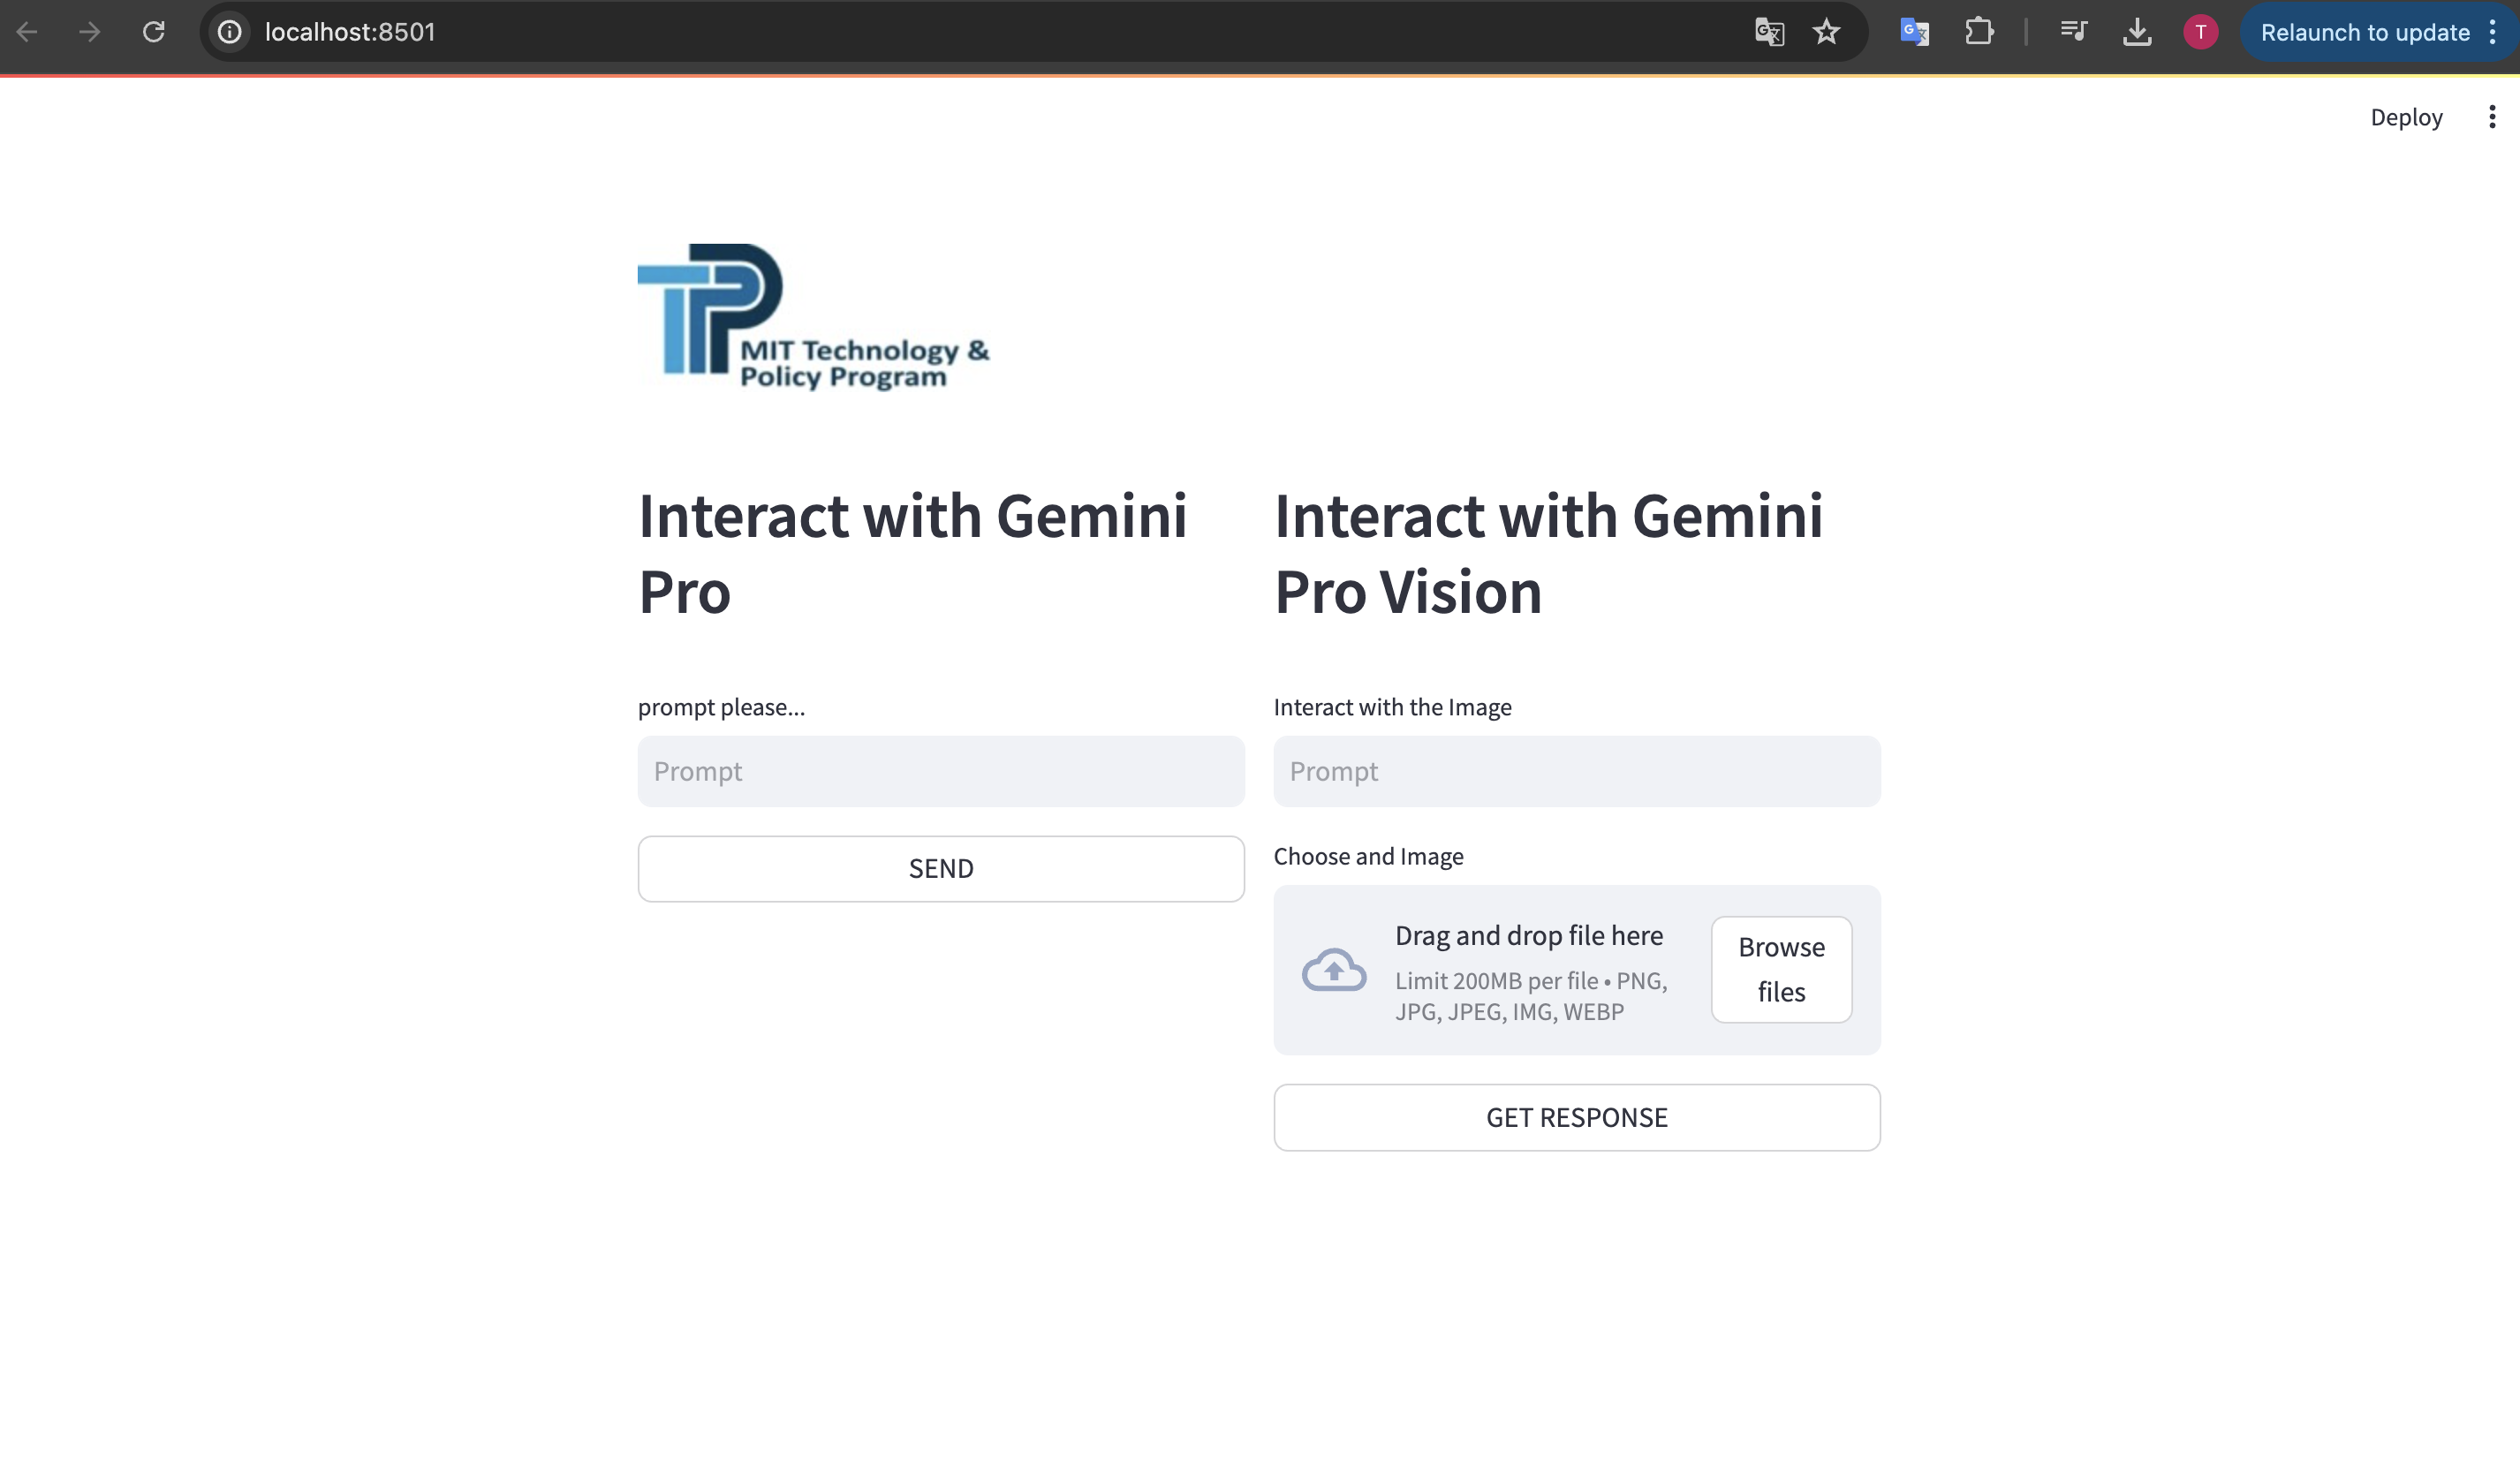 localhost:8501
T
Relaunch to update
Deploy
MIT Technology &
Policy Program
Interact with Gemini
Pro
prompt please...
Prompt
SEND
Interact with Gemini
Pro Vision
Interact with the Image
Prompt
Choose and Image
Drag and drop file here
Limit 200MB per file • PNG,
JPG, JPEG, IMG, WEBP
Browse
files
GET RESPONSE